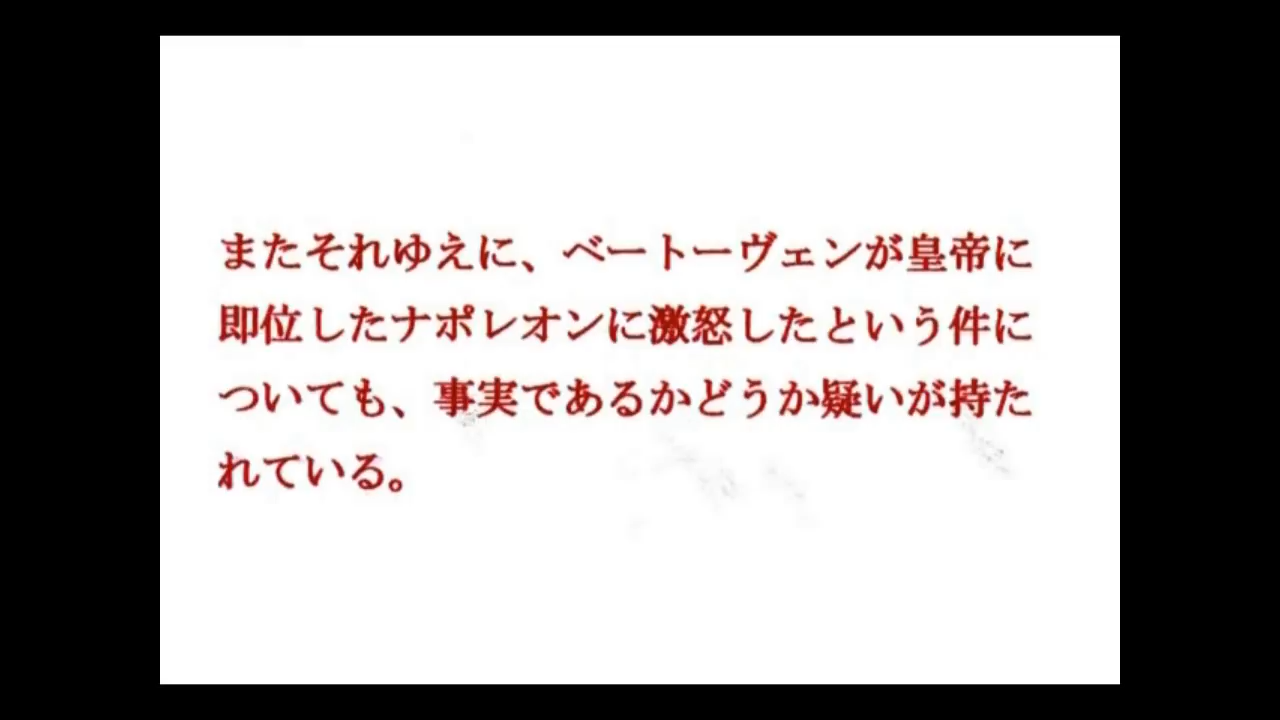 またそれゆえに、ベートーヴェンが皇帝に
即位したナポレオンに激怒したという件に
ついても、事実であるかどうか疑いが持た
れている。